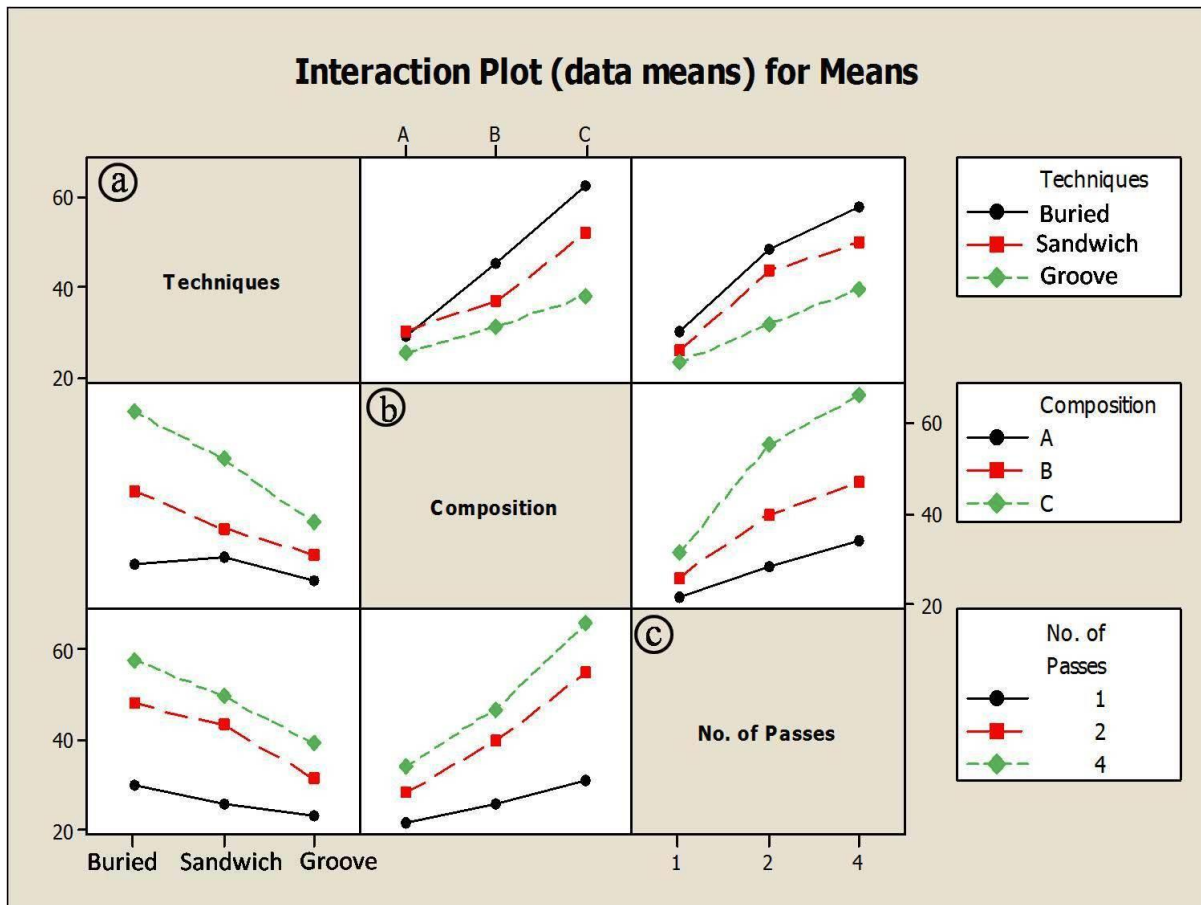 Interaction Plot (data means) for Means
A B C
a
60
40
20
Techniques
Techniques
Buried
Sandwich
Groove
b
Composition
60
40
20
Composition
A
B
C
60
40
20
c
No. of Passes
No. of
Passes
1
2
4
Buried Sandwich Groove
1 2 4